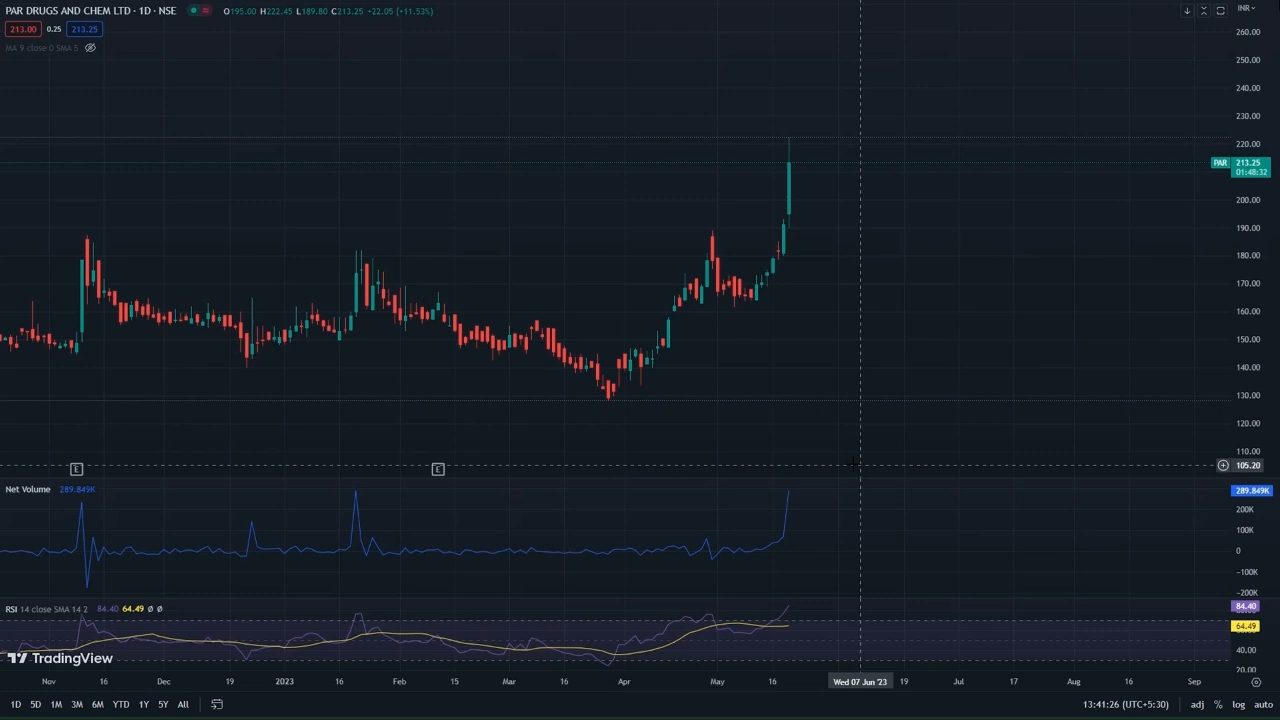 PAR DRUGS AND CHEM LTD · 1D · NSE O195.00 H222.45 L189.80 C213.25 +22.05 (+11.53%) INR
213.00 0.25 213.25
MA 9 close 0 SMA 5
260.00
250.00
240.00
230.00
220.00
PAR 213.25
01:48:32
200.00
190.00
180.00
170.00
160.00
150.00
140.00
130.00
120.00
110.00
E E 105.20
Net Volume 289.849K 289.849K
200K
100K
0
−100K
−200K
RSI 14 close SMA 14 2 84.40 64.49 Ø Ø 84.40
64.49
40.00
20.00
TradingView
Nov 16 Dec 19 2023 16 Feb 15 Mar 16 Apr May 16 Wed 07 Jun '23 19 Jul 17 Aug 16 Sep
1D 5D 1M 3M 6M YTD 1Y 5Y All 13:41:26 (UTC+5:30) adj % log auto